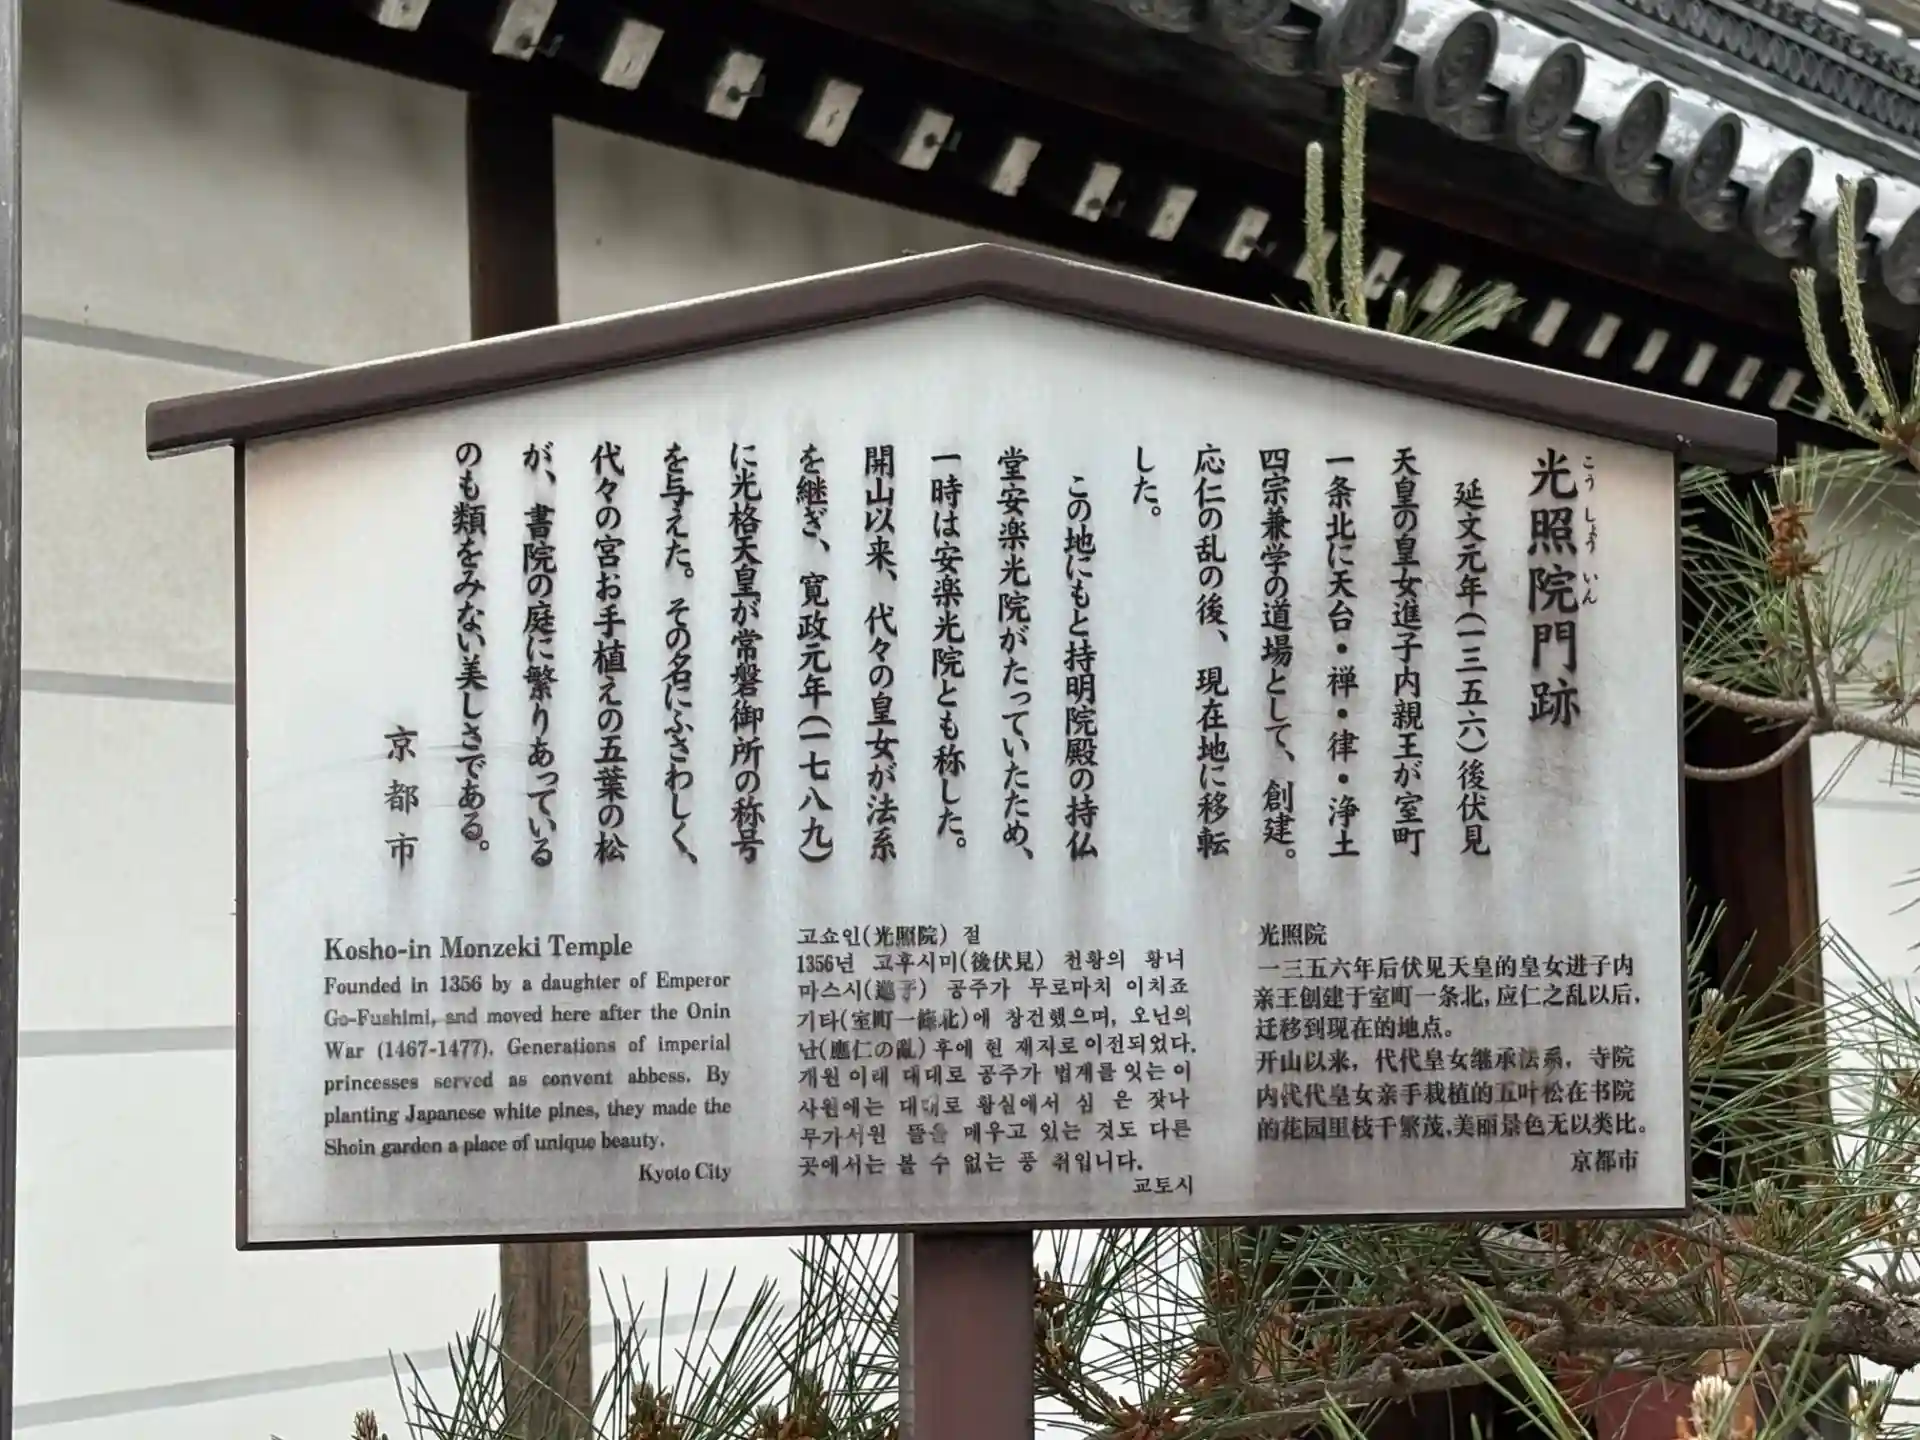 光照院門跡
こうしょういん
延文元年(一三五六)後伏見
天皇の皇女進子内親王が室町
一条北に天台・禅・律・浄土
四宗兼学の道場として、創建。
応仁の乱の後、現在地に移転
した。
この地にもと持明院殿の持仏
堂安楽光院がたっていたため、
一時は安楽光院とも称した。
開山以来、代々の皇女が法系
を継ぎ、寛政元年(一七八九)
に光格天皇が常磐御所の称号
を与えた。その名にふさわしく、
代々の宮お手植えの五葉の松
が、書院の庭に繁りあっている
のも類をみない美しさである。
京都市
Kosho-in Monzeki Temple
Founded in 1356 by a daughter of Emperor
Go-Fushimi, and moved here after the Onin
War (1467-1477). Generations of imperial
princesses served as convent abbess. By
planting Japanese white pines, they made the
Shoin garden a place of unique beauty.
Kyoto City
고쇼인(光照院) 절
1356년 고후시미(後伏見) 천황의 황녀
마스시(進子) 공주가 무로마치 이치죠
기타(室町一條北)에 창건했으며, 오닌의
난(應仁の亂)후에 현 재지로 이전되었다.
개원 이래 대대로 공주가 법계를 잇는 이
사원에는 대대로 황실에서 심 은 잣나
무가서원 뜰을 메우고 있는 것도 다른
곳에서는 볼 수 없는 풍 취입니다.
교토시
光照院
一三五六年后伏见天皇的皇女进子内
亲王创建于室町一条北,应仁之乱以后,
迁移到现在的地点。
开山以来,代代皇女继承法系,寺院
内代代皇女亲手栽植的五叶松在书院
的花园里枝干繁茂,美丽景色无以类比。
京都市